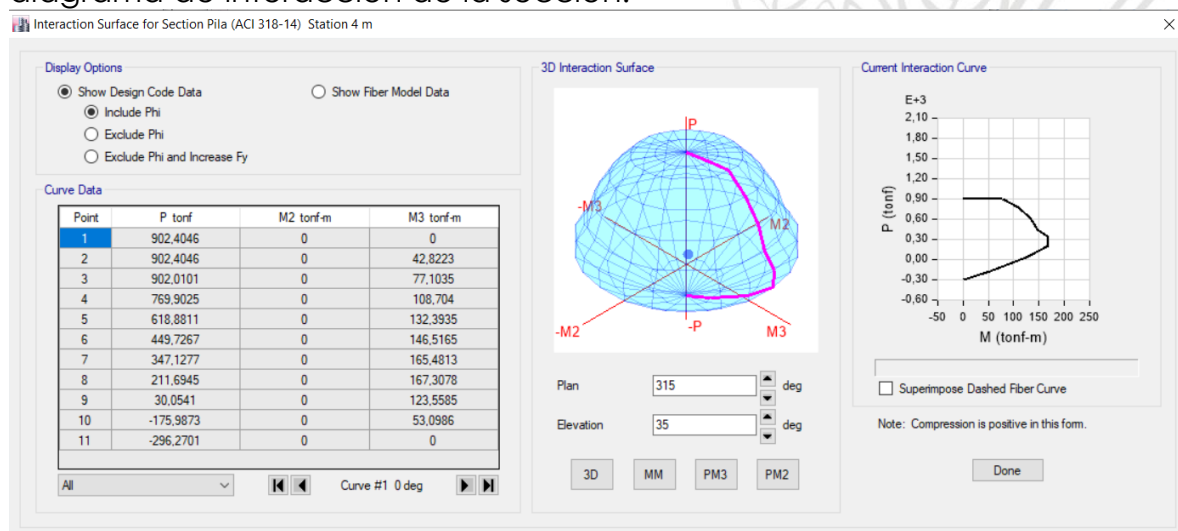 diagrama de interacción de la sección.
Interaction Surface for Section Pila (ACI 318-14) Station 4 m
Display Options
Show Design Code Data
Show Fiber Model Data
Include Phi
Exclude Phi
Exclude Phi and Increase Fy
Curve Data
Point P tonf M2 tonf-m M3 tonf-m
1 902,4046 0 0
2 902,4046 0 42,8223
3 902,0101 0 77,1035
4 769,9025 0 108,704
5 618,8811 0 132,3935
6 449,7267 0 146,5165
7 347,1277 0 165,4813
8 211,6945 0 167,3078
9 30,0541 0 123,5585
10 -175,9873 0 53,0986
11 -296,2701 0 0
All
Curve #1 0 deg
3D Interaction Surface
P
-M3
M2
-M2
-P
M3
Plan 315 deg
Elevation 35 deg
3D MM PM3 PM2
Current Interaction Curve
E+3
2,10
1,80
1,50
1,20
0,90
0,60
0,30
0,00
-0,30
-0,60
P (tonf)
-50 0 50 100 150 200 250
M (tonf-m)
Superimpose Dashed Fiber Curve
Note: Compression is positive in this form.
Done